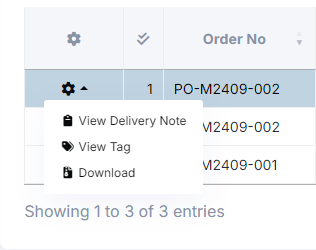 Order No
1 PO-M2409-002
View Delivery Note
-M2409-002
View Tag
-M2409-001
Download
Showing 1 to 3 of 3 entries